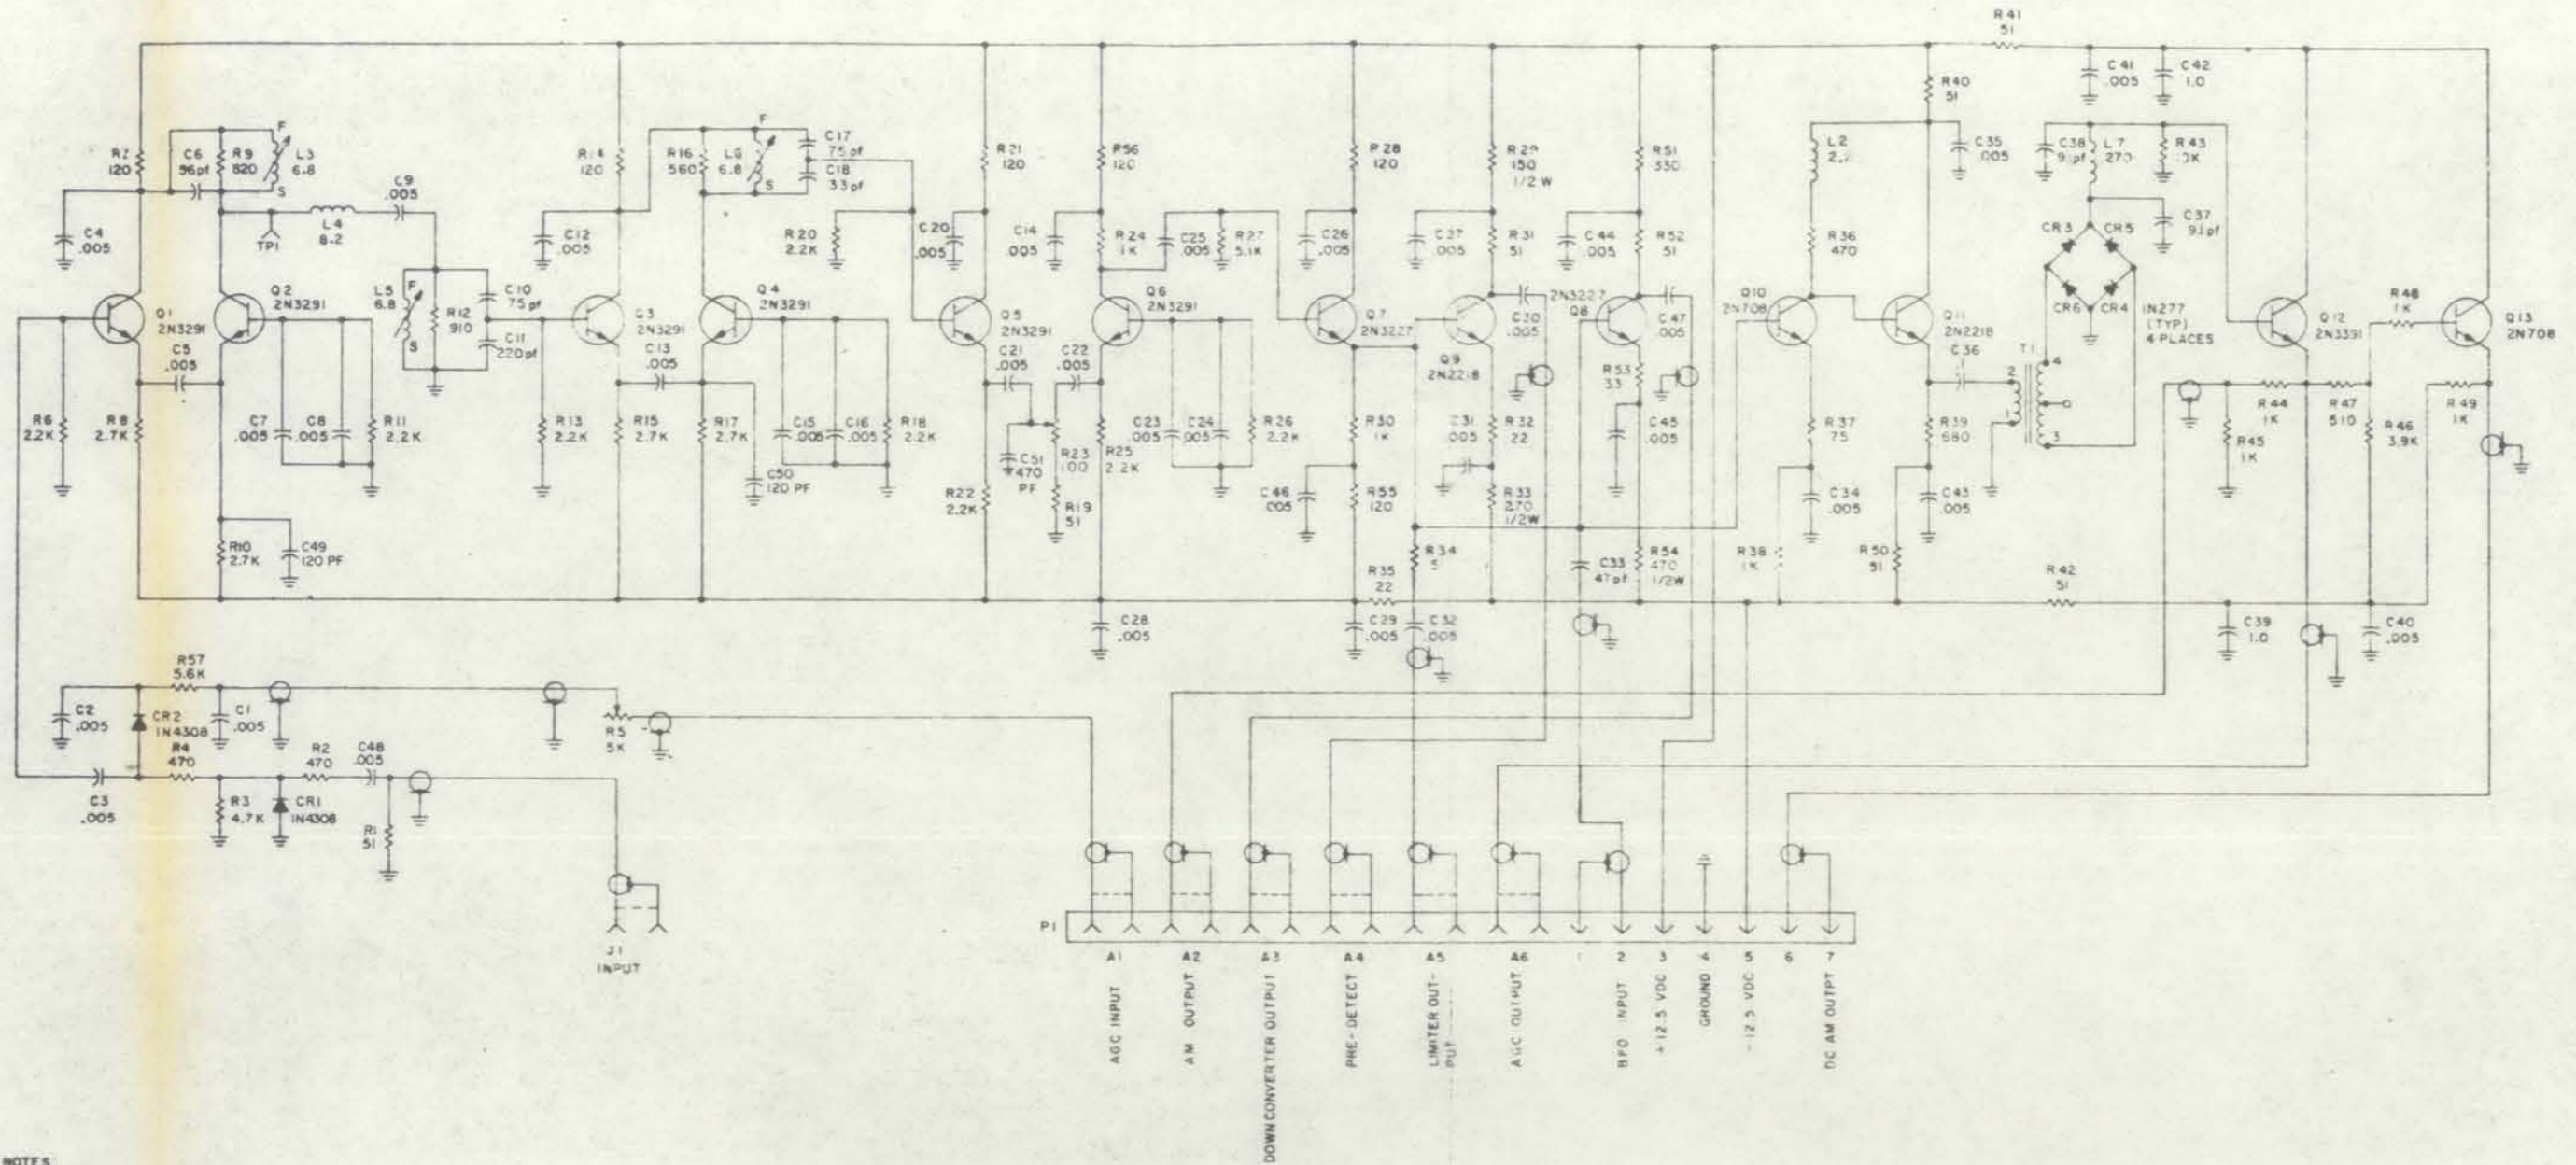 R41
51
R40
51
C41
.005
C42
1.0
R7
120
C6
56pf
R9
820
F
L3
6.8
S
C9
.005
L4
8.2
TP1
C4
.005
R14
120
R16
560
L6
6.8
F
S
C17
75pf
C18
33pf
R20
2.2K
C12
.005
R21
120
C20
.005
R56
120
C14
.005
R24
1K
C25
.005
R27
5.1K
R28
120
C26
.005
R29
150
1/2 W
C27
.005
R31
51
R51
330
C44
.005
R52
51
L2
R36
470
C35
.005
C38
91pf
L7
270
R43
C37
91pf
CR3
CR5
CR6
CR4
IN277
(TYP)
4 PLACES
Q1
2N3291
Q2
2N3291
L5
6.8
F
S
R12
910
C10
75pf
C11
220pf
2N3291
Q4
2N3291
Q5
2N3291
Q6
2N3291
Q7
2N3227
Q9
2N2218
C30
.005
2N3227
Q8
C47
.005
Q10
2N708
Q11
2N2218
C36
T1
2
1
4
3
Q12
2N3391
R48
1K
Q13
2N708
C5
.005
C13
.005
C21
.005
C22
.005
R53
33
R6
2.2K
R8
2.7K
C7
.005
C8
.005
R11
2.2K
R13
2.2K
R15
2.7K
R17
2.7K
C15
.005
C16
.005
R18
2.2K
C50
120 PF
R22
2.2K
C51
470
PF
R23
100
R25
2.2K
R19
51
C23
.005
C24
.005
R26
2.2K
R30
1K
C46
.005
R55
120
C31
.005
R32
22
R33
270
1/2W
C45
.005
R37
75
C34
.005
R39
680
C43
.005
R44
1K
R45
1K
R47
510
R46
3.9K
R49
1K
R10
2.7K
C49
120 PF
R35
22
R34
C33
47pf
R54
470
1/2W
R38
1K
R50
51
R42
51
C28
.005
C29
.005
C32
.005
C39
1.0
C40
.005
R57
5.6K
C2
.005
CR2
1N4308
C1
.005
R5
5K
R4
470
R2
470
C48
.005
C3
.005
R3
4.7K
CR1
1N4308
R1
51
J1
INPUT
P1
A1 A2 A3 A4 A5 A6 1 2 3 4 5 6 7
AGC INPUT
AM OUTPUT
DOWNCONVERTER OUTPUT
PRE-DETECT
LIMITER OUT-
PUT
AGC OUTPUT
BFO INPUT
+12.5 VDC
GROUND
-12.5 VDC
DC AM OUTPT
NOTES: